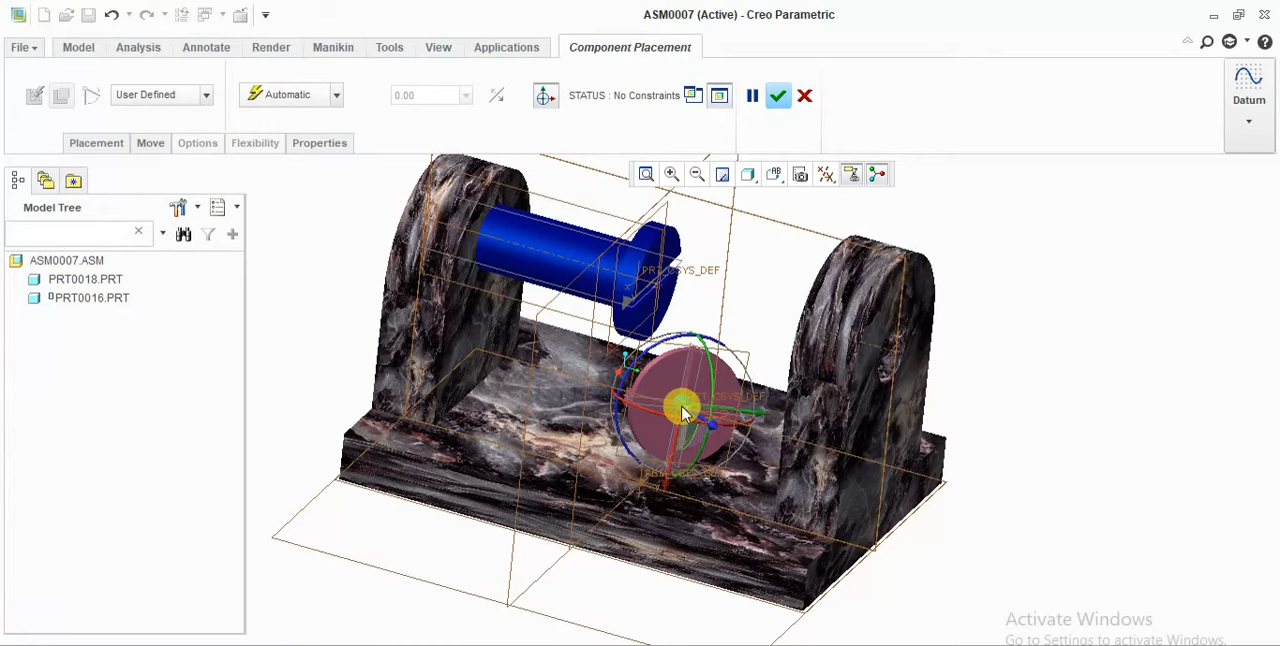 ASM0007 (Active) - Creo Parametric
File Model Analysis Annotate Render Manikin Tools View Applications Component Placement
User Defined Automatic 0.00 STATUS : No Constraints
Datum
Placement Move Options Flexibility Properties
Model Tree
ASM0007.ASM
PRT0018.PRT
PRT0016.PRT
PRT_CSYS_DEF
Activate Windows
Go to Settings to activate Windows.